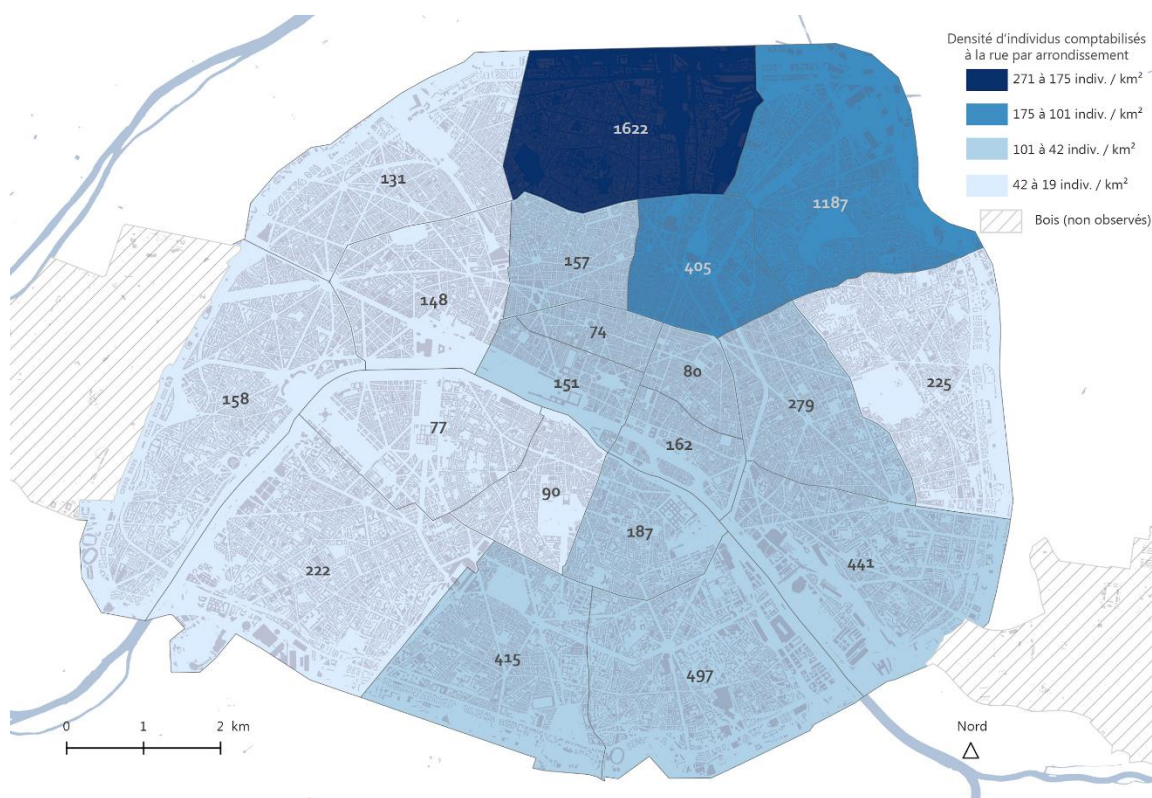 Densité d'individus comptabilisés
à la rue par arrondissement
271 à 175 indiv. / km²
175 à 101 indiv. / km²
101 à 42 indiv. / km²
42 à 19 indiv. / km²
Bois (non observés)
1622
131
1187
157
405
148
74
80
151
225
158
279
77
162
90
187
222
441
415
497
0 1 2 km
Nord